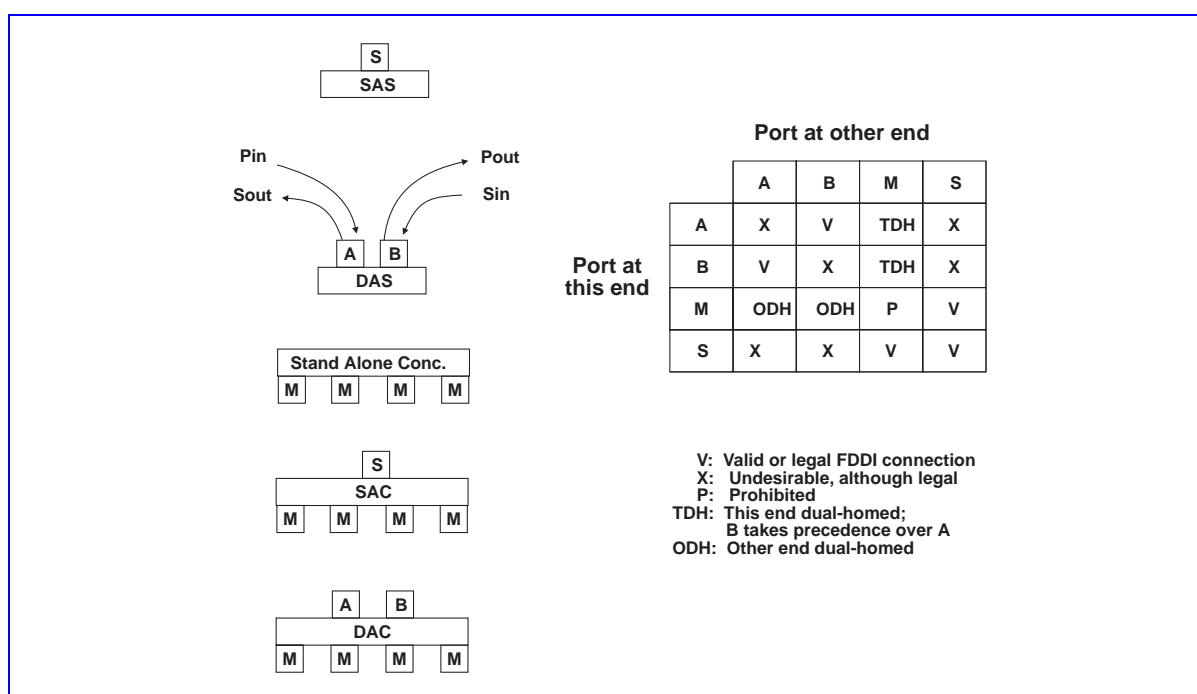 S
SAS
Pin
Pout
Sout
Sin
A B
DAS
Stand Alone Conc.
M M M M
S
SAC
M M M M
A B
DAC
M M M M
Port at other end
A B M S
Port at
this end
A X V TDH X
B V X TDH X
M ODH ODH P V
S X X V V
V: Valid or legal FDDI connection
X: Undesirable, although legal
P: Prohibited
TDH: This end dual-homed;
B takes precedence over A
ODH: Other end dual-homed